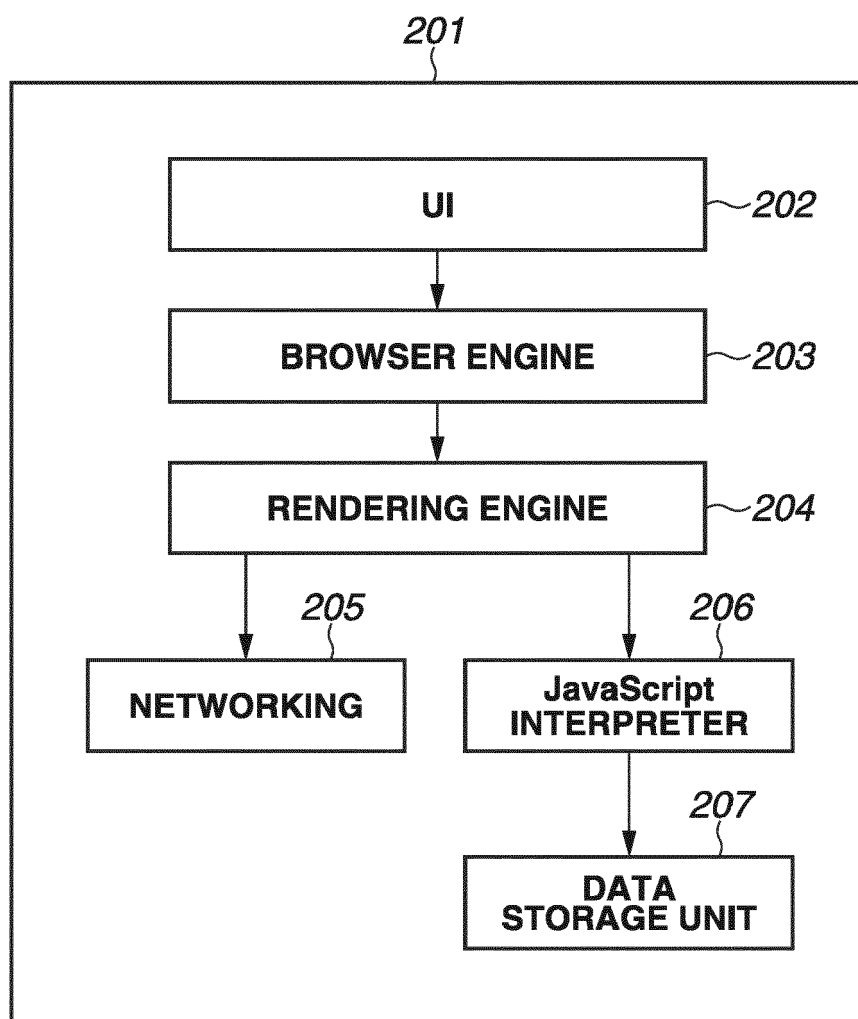 201
UI
202
BROWSER ENGINE
203
RENDERING ENGINE
204
205
206
NETWORKING
JavaScript
INTERPRETER
207
DATA
STORAGE UNIT